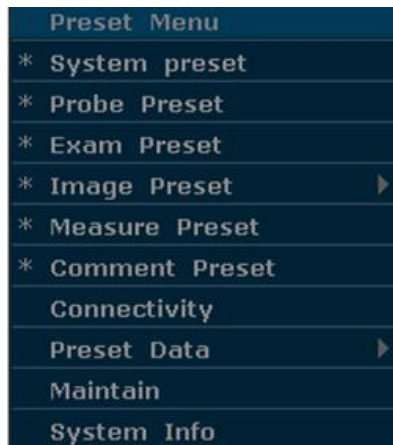 Preset Menu
* System preset
* Probe Preset
* Exam Preset
* Image Preset
* Measure Preset
* Comment Preset
Connectivity
Preset Data
Maintain
System Info